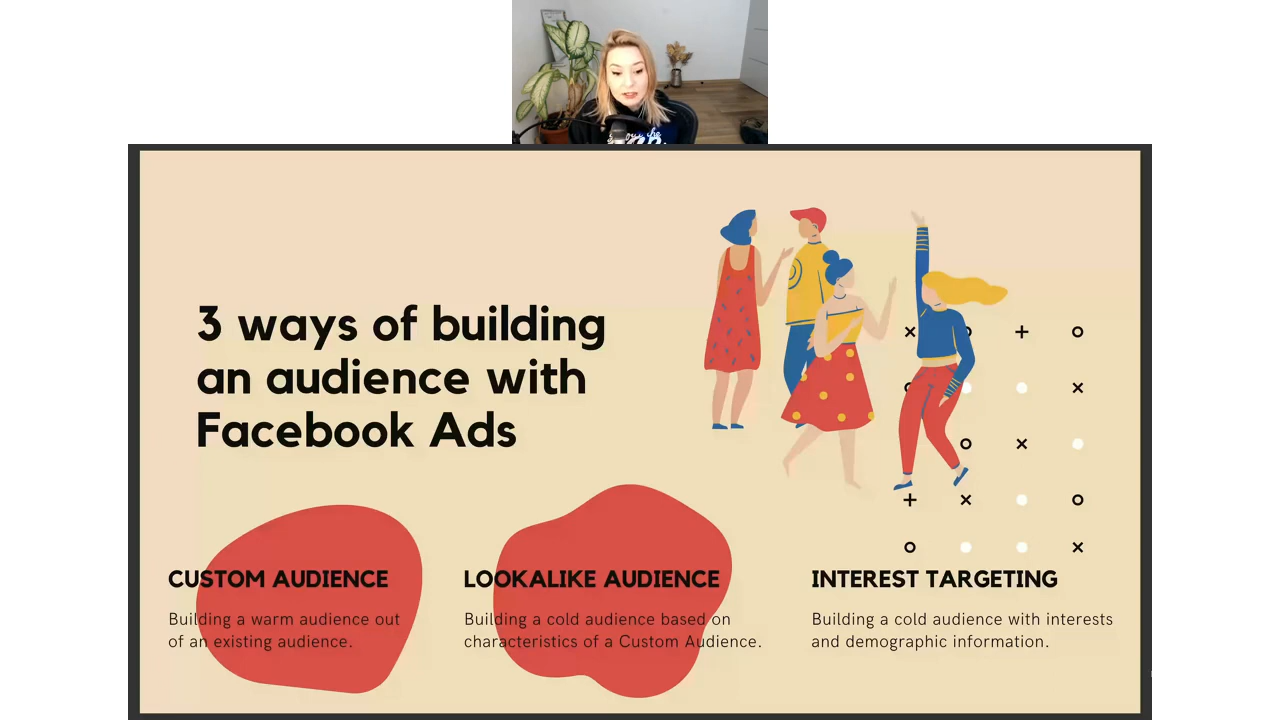 3 ways of building
an audience with
Facebook Ads
CUSTOM AUDIENCE
Building a warm audience out
of an existing audience.
LOOKALIKE AUDIENCE
Building a cold audience based on
characteristics of a Custom Audience.
INTEREST TARGETING
Building a cold audience with interests
and demographic information.